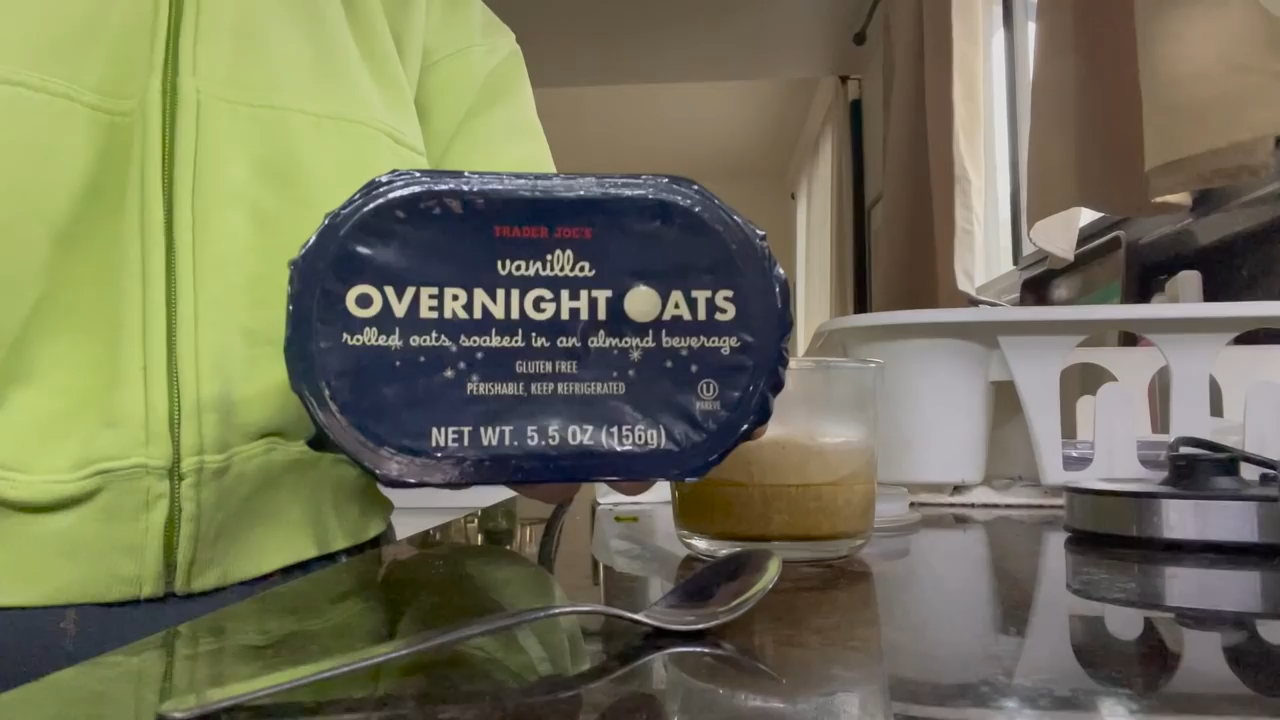 TRADER JOE'S
vanilla
OVERNIGHT OATS
rolled oats soaked in an almond beverage
GLUTEN FREE
PERISHABLE, KEEP REFRIGERATED
U
PAREVE
NET WT. 5.5 OZ (156g)